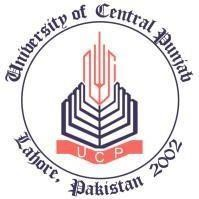 University of Central Punjab
UCP
Lahore, Pakistan 2002